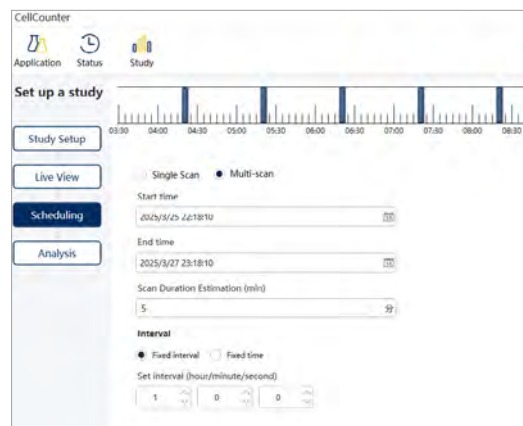 CellCounter
Application Status Study
Set up a study
03:30 04:00 04:30 05:00 05:30 06:00 06:30 07:00 07:30 08:00 08:30
Study Setup
Live View
Scheduling
Analysis
Single Scan Multi-scan
Start time
2025/3/25 22:18:10
End time
2025/3/27 23:18:10
Scan Duration Estimation (min)
5 分
Interval
Fixed interval Fixed time
Set interval (hour/minute/second)
1 0 0